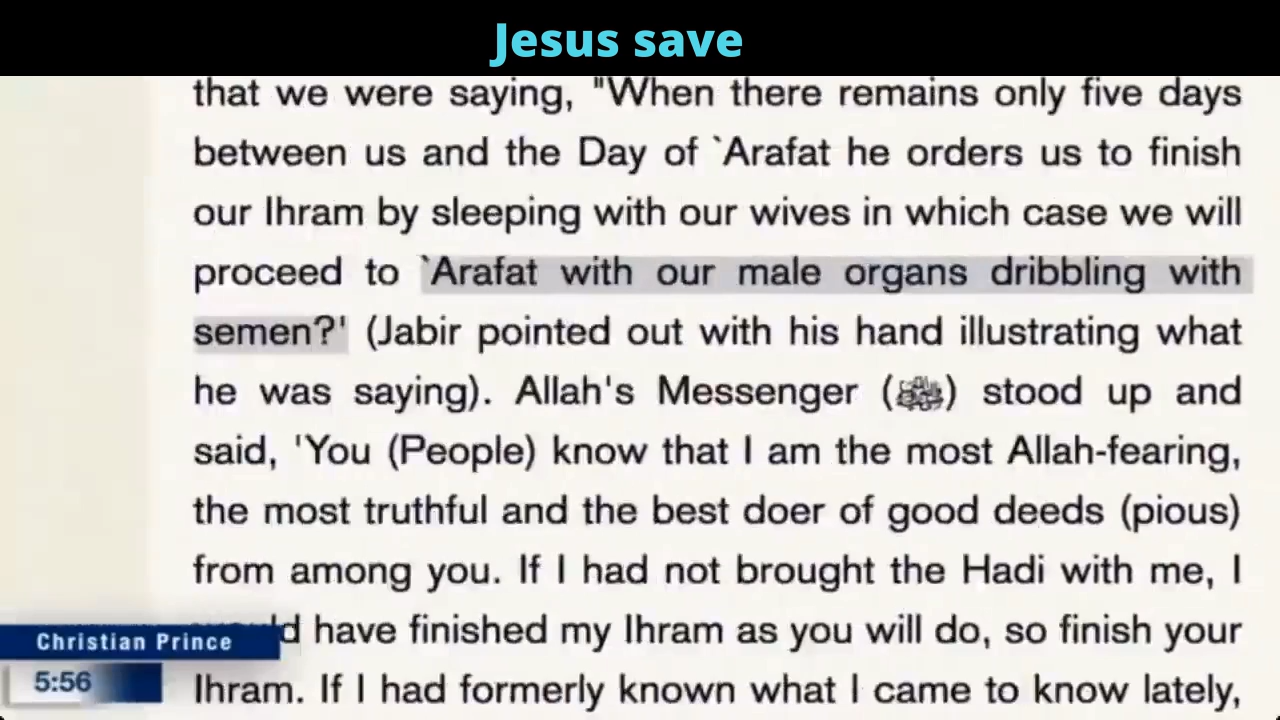 Jesus save
that we were saying, "When there remains only five days
between us and the Day of `Arafat he orders us to finish
our Ihram by sleeping with our wives in which case we will
proceed to `Arafat with our male organs dribbling with
semen?' (Jabir pointed out with his hand illustrating what
he was saying). Allah's Messenger (ﷺ) stood up and
said, 'You (People) know that I am the most Allah-fearing,
the most truthful and the best doer of good deeds (pious)
from among you. If I had not brought the Hadi with me, I
have finished my Ihram as you will do, so finish your
Ihram. If I had formerly known what I came to know lately,
Christian Prince
5:56